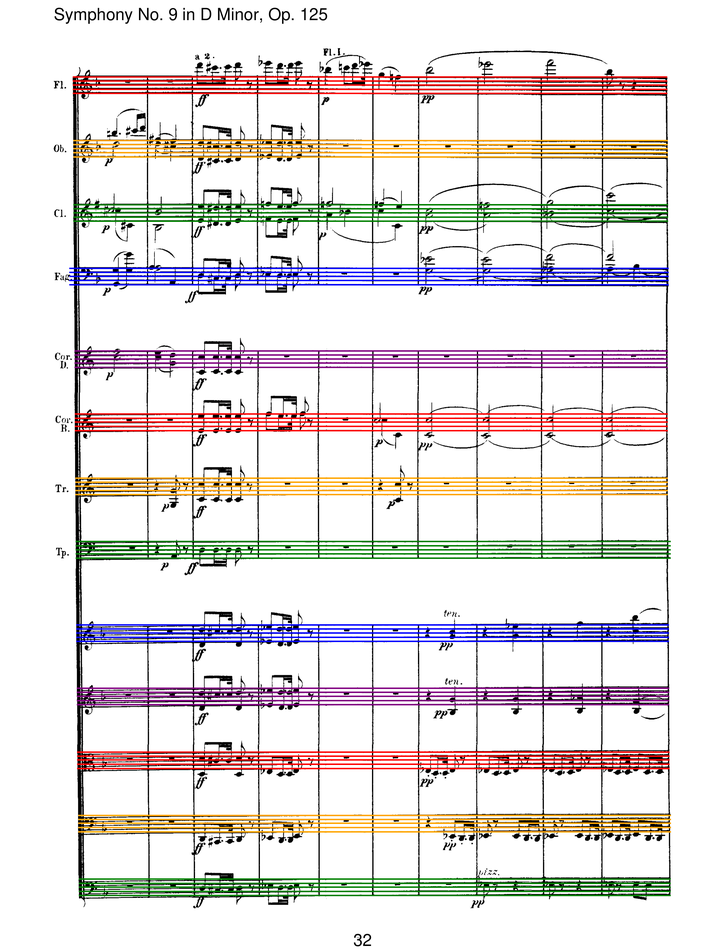 Symphony No. 9 in D Minor, Op. 125
a 2.
Fl. I.
Fl.
ff
p
pp
Ob.
p
ff
Cl.
p
ff
p
pp
Fag.
p
ff
pp
Cor.
D.
p
ff
Cor.
B.
ff
p
pp
Tr.
p
ff
p
Tp.
p
ff
ten.
ff
pp
ten.
ff
pp
ff
pp
ff
pp
pizz.
ff
pp
32